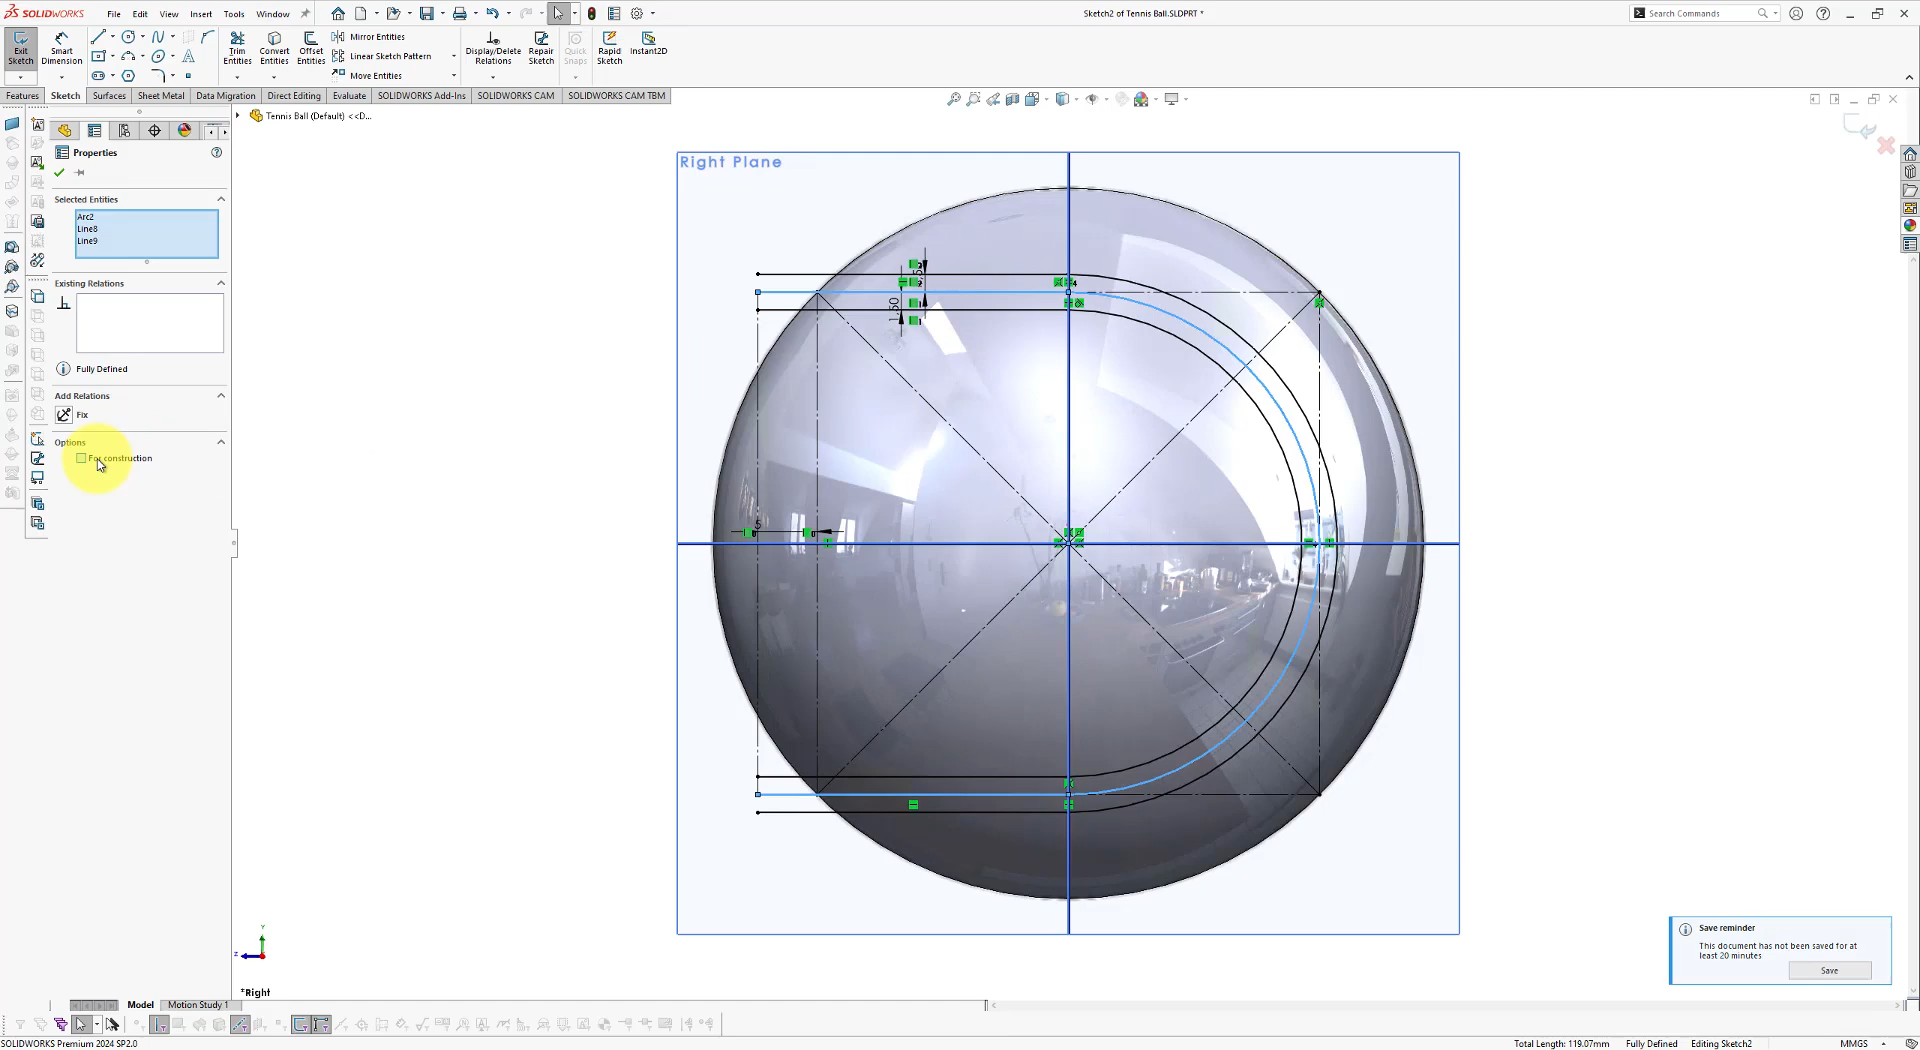 SOLIDWORKS File Edit View Insert Tools Window Sketch2 of Tennis Ball.SLDPRT * Search Commands
Exit Sketch
Smart Dimension
Trim Entities
Convert Entities
Offset Entities
Mirror Entities
Linear Sketch Pattern
Move Entities
Display/Delete Relations
Repair Sketch
Quick Snaps
Rapid Sketch
Instant2D
Features Sketch Surfaces Sheet Metal Data Migration Direct Editing Evaluate SOLIDWORKS Add-Ins SOLIDWORKS CAM SOLIDWORKS CAM TBM
Tennis Ball (Default) <<D...
Properties
Selected Entities
Arc2
Line8
Line9
Existing Relations
Fully Defined
Add Relations
Fix
Options
For construction
Right Plane
1.50
5
Y
Z
*Right
Save reminder
This document has not been saved for at
least 20 minutes
Save
Model Motion Study 1
SOLIDWORKS Premium 2024 SP2.0 Total Length: 119.07mm Fully Defined Editing Sketch2 MMGS